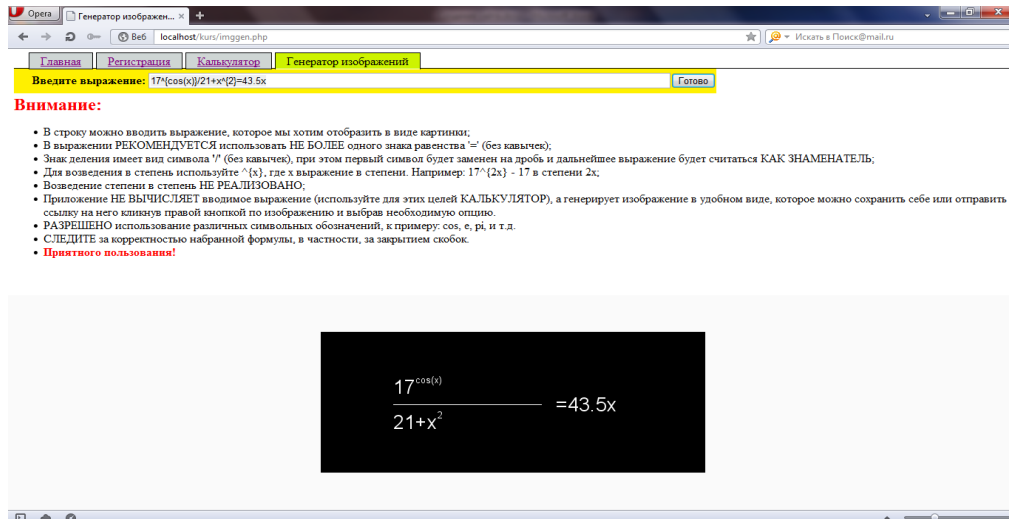 Opera
Генератор изображен...
Веб localhost/kurs/imggen.php
Искать в Поиск@mail.ru
Главная Регистрация Калькулятор Генератор изображений
Введите выражение: 17^{cos(x)}/21+x^{2}=43.5x Готово
Внимание:
В строку можно вводить выражение, которое мы хотим отобразить в виде картинки;
В выражении РЕКОМЕНДУЕТСЯ использовать НЕ БОЛЕЕ одного знака равенства '=' (без кавычек);
Знак деления имеет вид символа '/' (без кавычек), при этом первый символ будет заменен на дробь и дальнейшее выражение будет считаться КАК ЗНАМЕНАТЕЛЬ;
Для возведения в степень используйте ^{x}, где x выражение в степени. Например: 17^{2x} - 17 в степени 2x;
Возведение степени в степень НЕ РЕАЛИЗОВАНО;
Приложение НЕ ВЫЧИСЛЯЕТ вводимое выражение (используйте для этих целей КАЛЬКУЛЯТОР), а генерирует изображение в удобном виде, которое можно сохранить себе или отправить
ссылку на него кликнув правой кнопкой по изображению и выбрав необходимую опцию.
РАЗРЕШЕНО использование различных символьных обозначений, к примеру: cos, e, pi, и т.д.
СЛЕДИТЕ за корректностью набранной формулы, в частности, за закрытием скобок.
Приятного пользования!
17^cos(x)
=43.5x
21+x^2